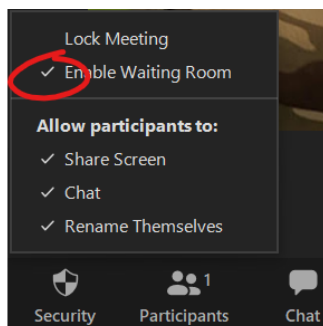 Lock Meeting
Enable Waiting Room
Allow participants to:
Share Screen
Chat
Rename Themselves
1
Security Participants Chat